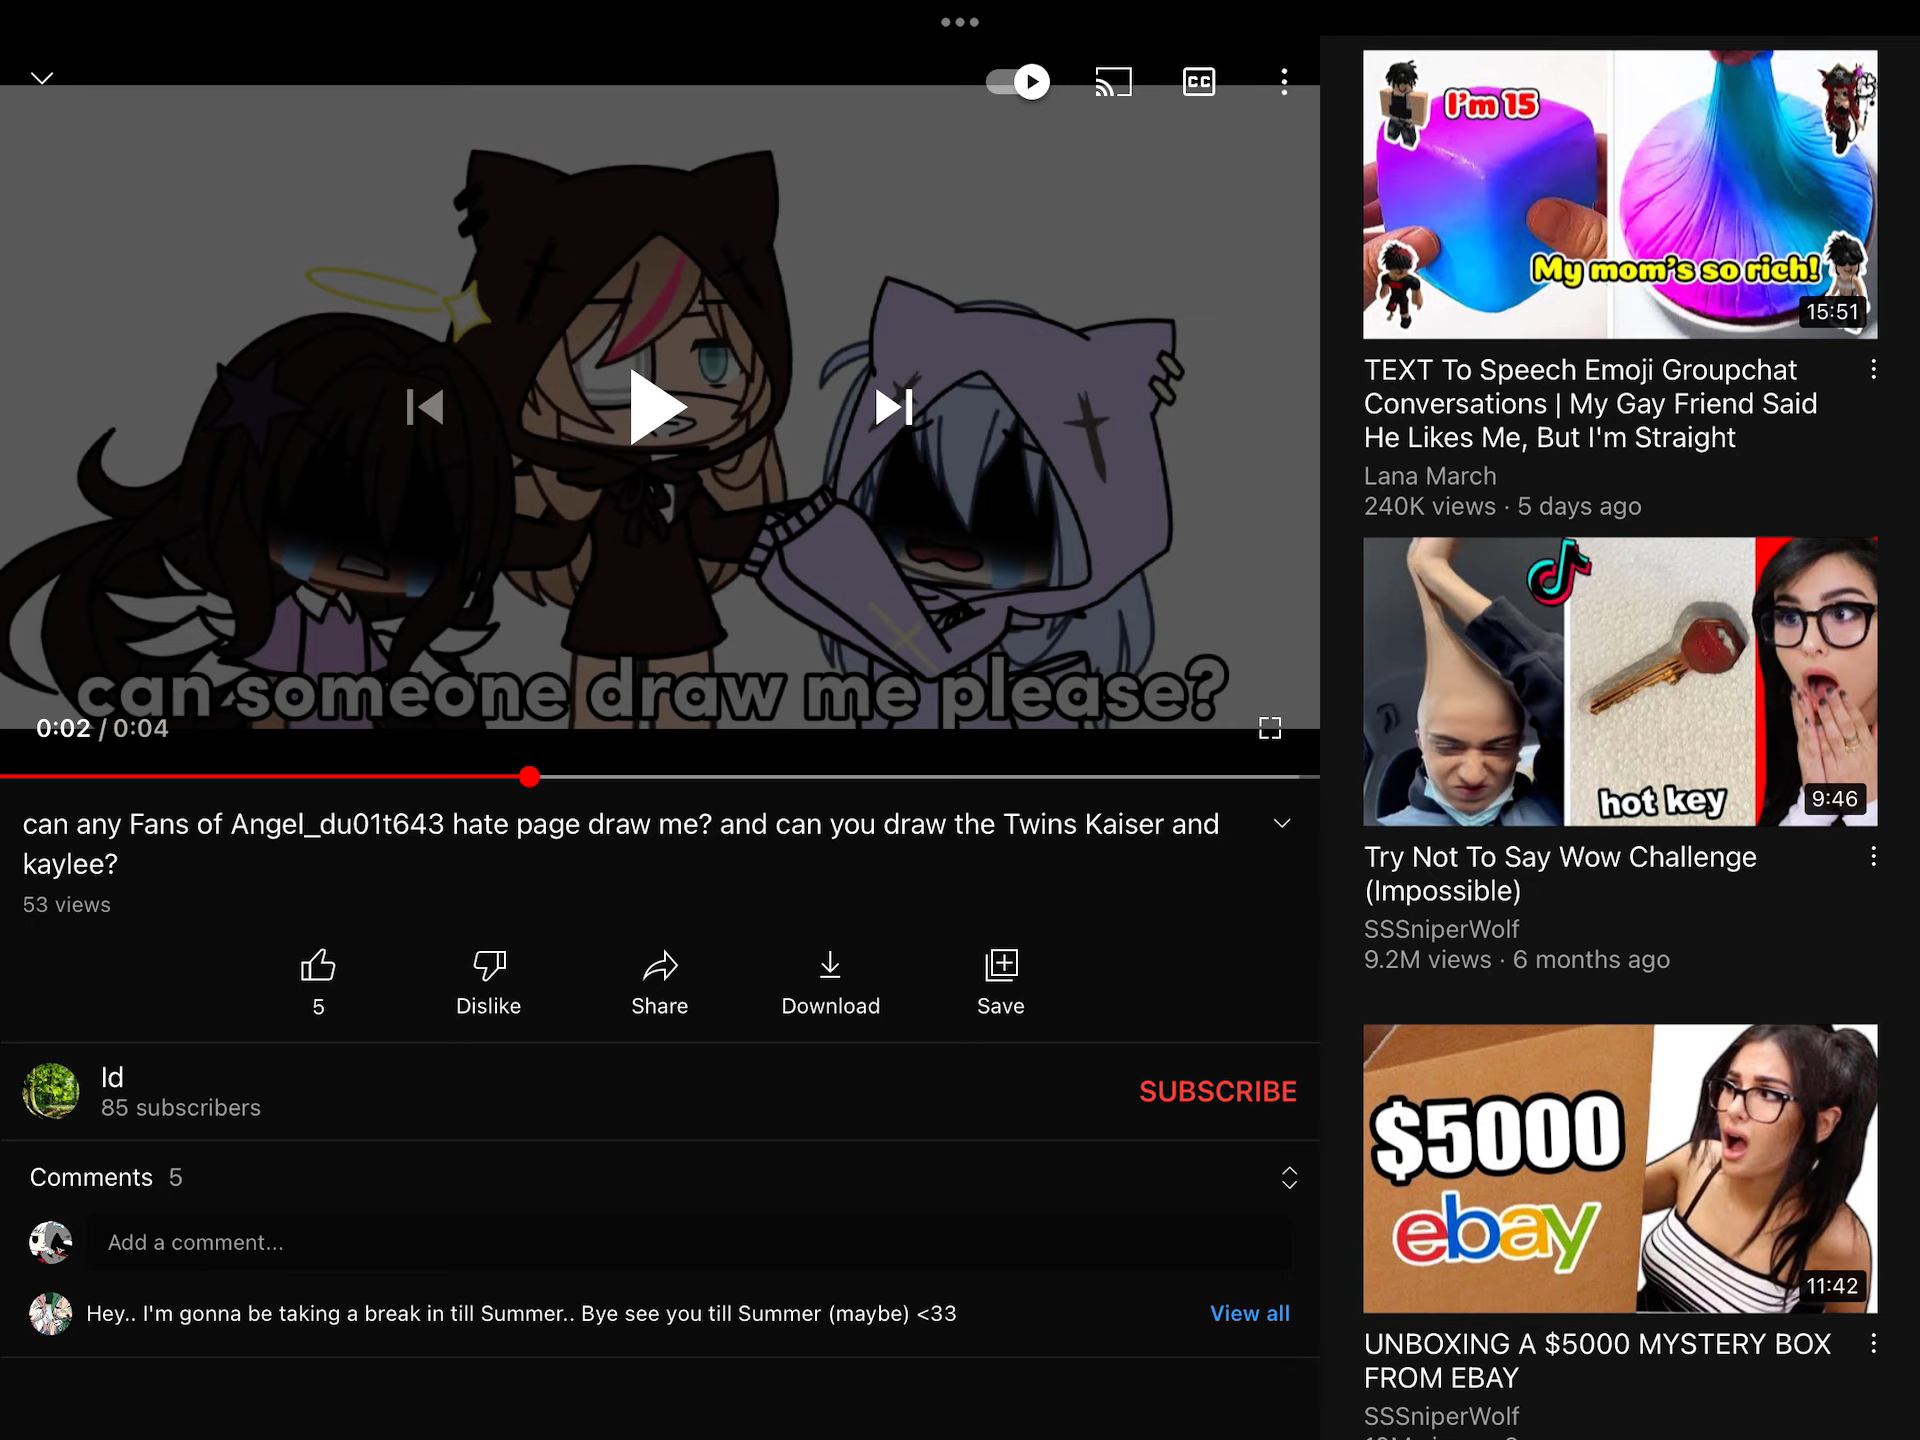 CC
can someone draw me please?
0:02 / 0:04
can any Fans of Angel_du01t643 hate page draw me? and can you draw the Twins Kaiser and
kaylee?
53 views
5
Dislike
Share
Download
Save
Id
85 subscribers
SUBSCRIBE
Comments 5
Add a comment...
Hey.. I'm gonna be taking a break in till Summer.. Bye see you till Summer (maybe) <33
View all
I'm 15
My mom's so rich!
15:51
TEXT To Speech Emoji Groupchat
Conversations | My Gay Friend Said
He Likes Me, But I'm Straight
Lana March
240K views · 5 days ago
hot key
9:46
Try Not To Say Wow Challenge
(Impossible)
SSSniperWolf
9.2M views · 6 months ago
$5000
ebay
11:42
UNBOXING A $5000 MYSTERY BOX
FROM EBAY
SSSniperWolf